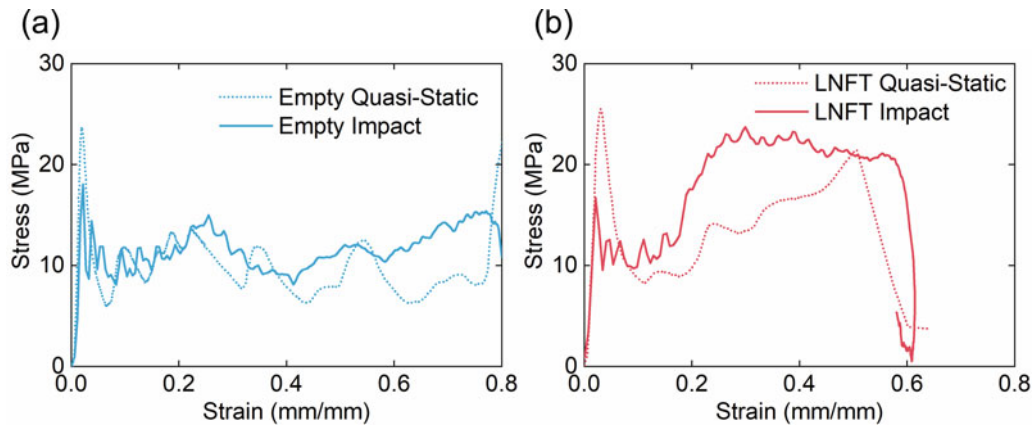 (a)
30
20
10
0
Stress (MPa)
Empty Quasi-Static
Empty Impact
0.0 0.2 0.4 0.6 0.8
Strain (mm/mm)
(b)
30
20
10
0
Stress (MPa)
LNFT Quasi-Static
LNFT Impact
0.0 0.2 0.4 0.6 0.8
Strain (mm/mm)